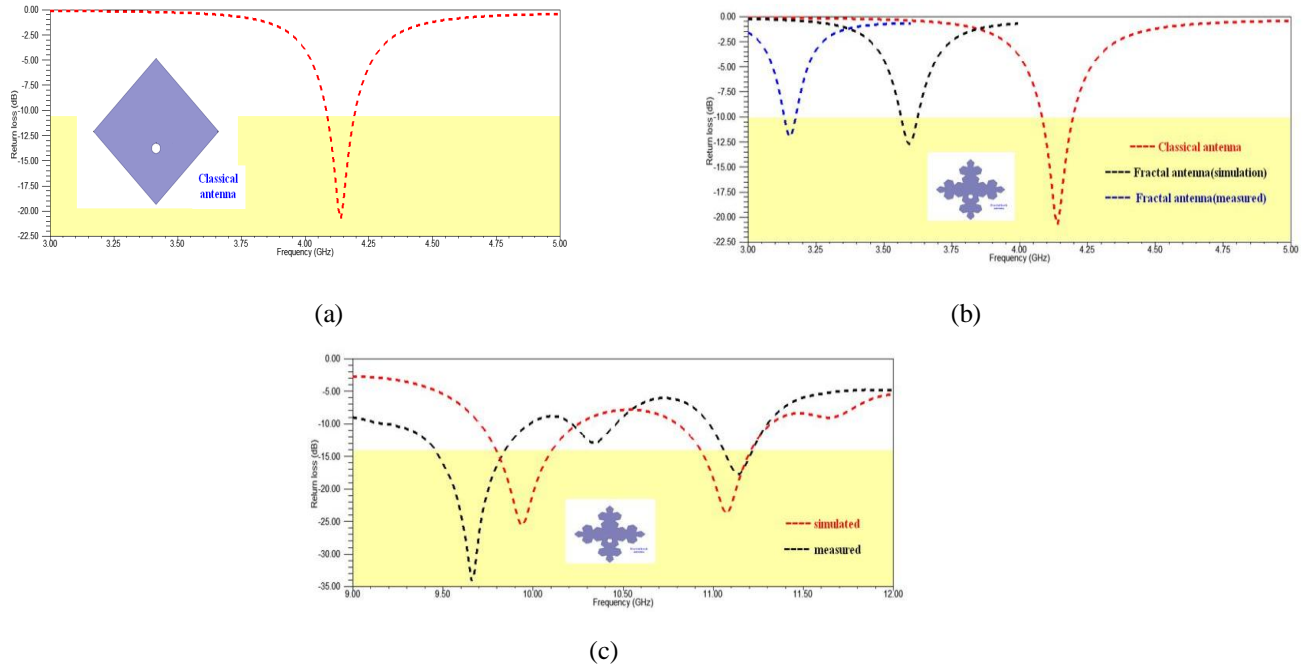 0.00
-2.50
-5.00
-7.50
-10.00
-12.50
-15.00
-17.50
-20.00
-22.50
Return loss (dB)
Classical
antenna
3.00 3.25 3.50 3.75 4.00 4.25 4.50 4.75 5.00
Frequency (GHz)
(a)
0.00
-2.50
-5.00
-7.50
-10.00
-12.50
-15.00
-17.50
-20.00
-22.50
Return loss (dB)
Classical antenna
Fractal antenna(simulation)
Fractal antenna(measured)
3.00 3.25 3.50 3.75 4.00 4.25 4.50 4.75 5.00
Frequency (GHz)
(b)
0.00
-5.00
-10.00
-15.00
-20.00
-25.00
-30.00
-35.00
Return loss (dB)
simulated
measured
9.00 9.50 10.00 10.50 11.00 11.50 12.00
Frequency (GHz)
(c)